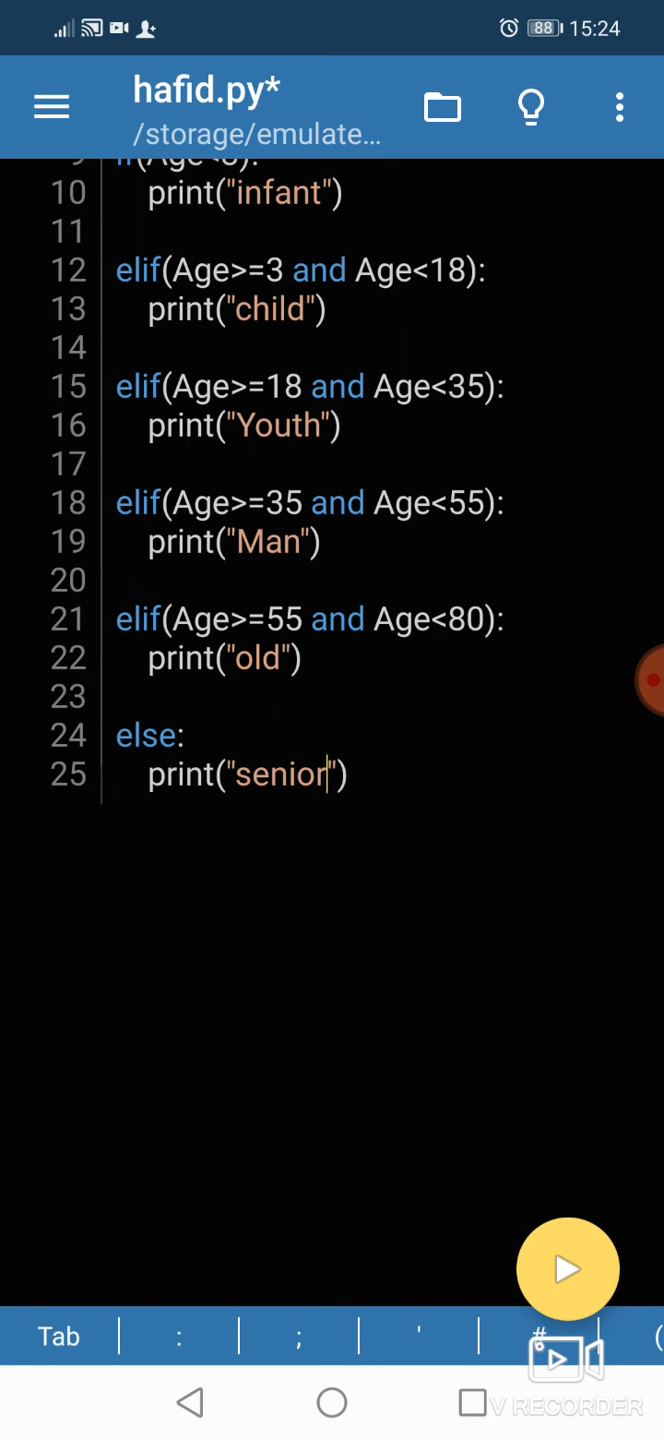 88 15:24
hafid.py*
/storage/emulate...
10 print("infant")
11
12 elif(Age>=3 and Age<18):
13 print("child")
14
15 elif(Age>=18 and Age<35):
16 print("Youth")
17
18 elif(Age>=35 and Age<55):
19 print("Man")
20
21 elif(Age>=55 and Age<80):
22 print("old")
23
24 else:
25 print("senior")
Tab : ; ' # (
V RECORDER